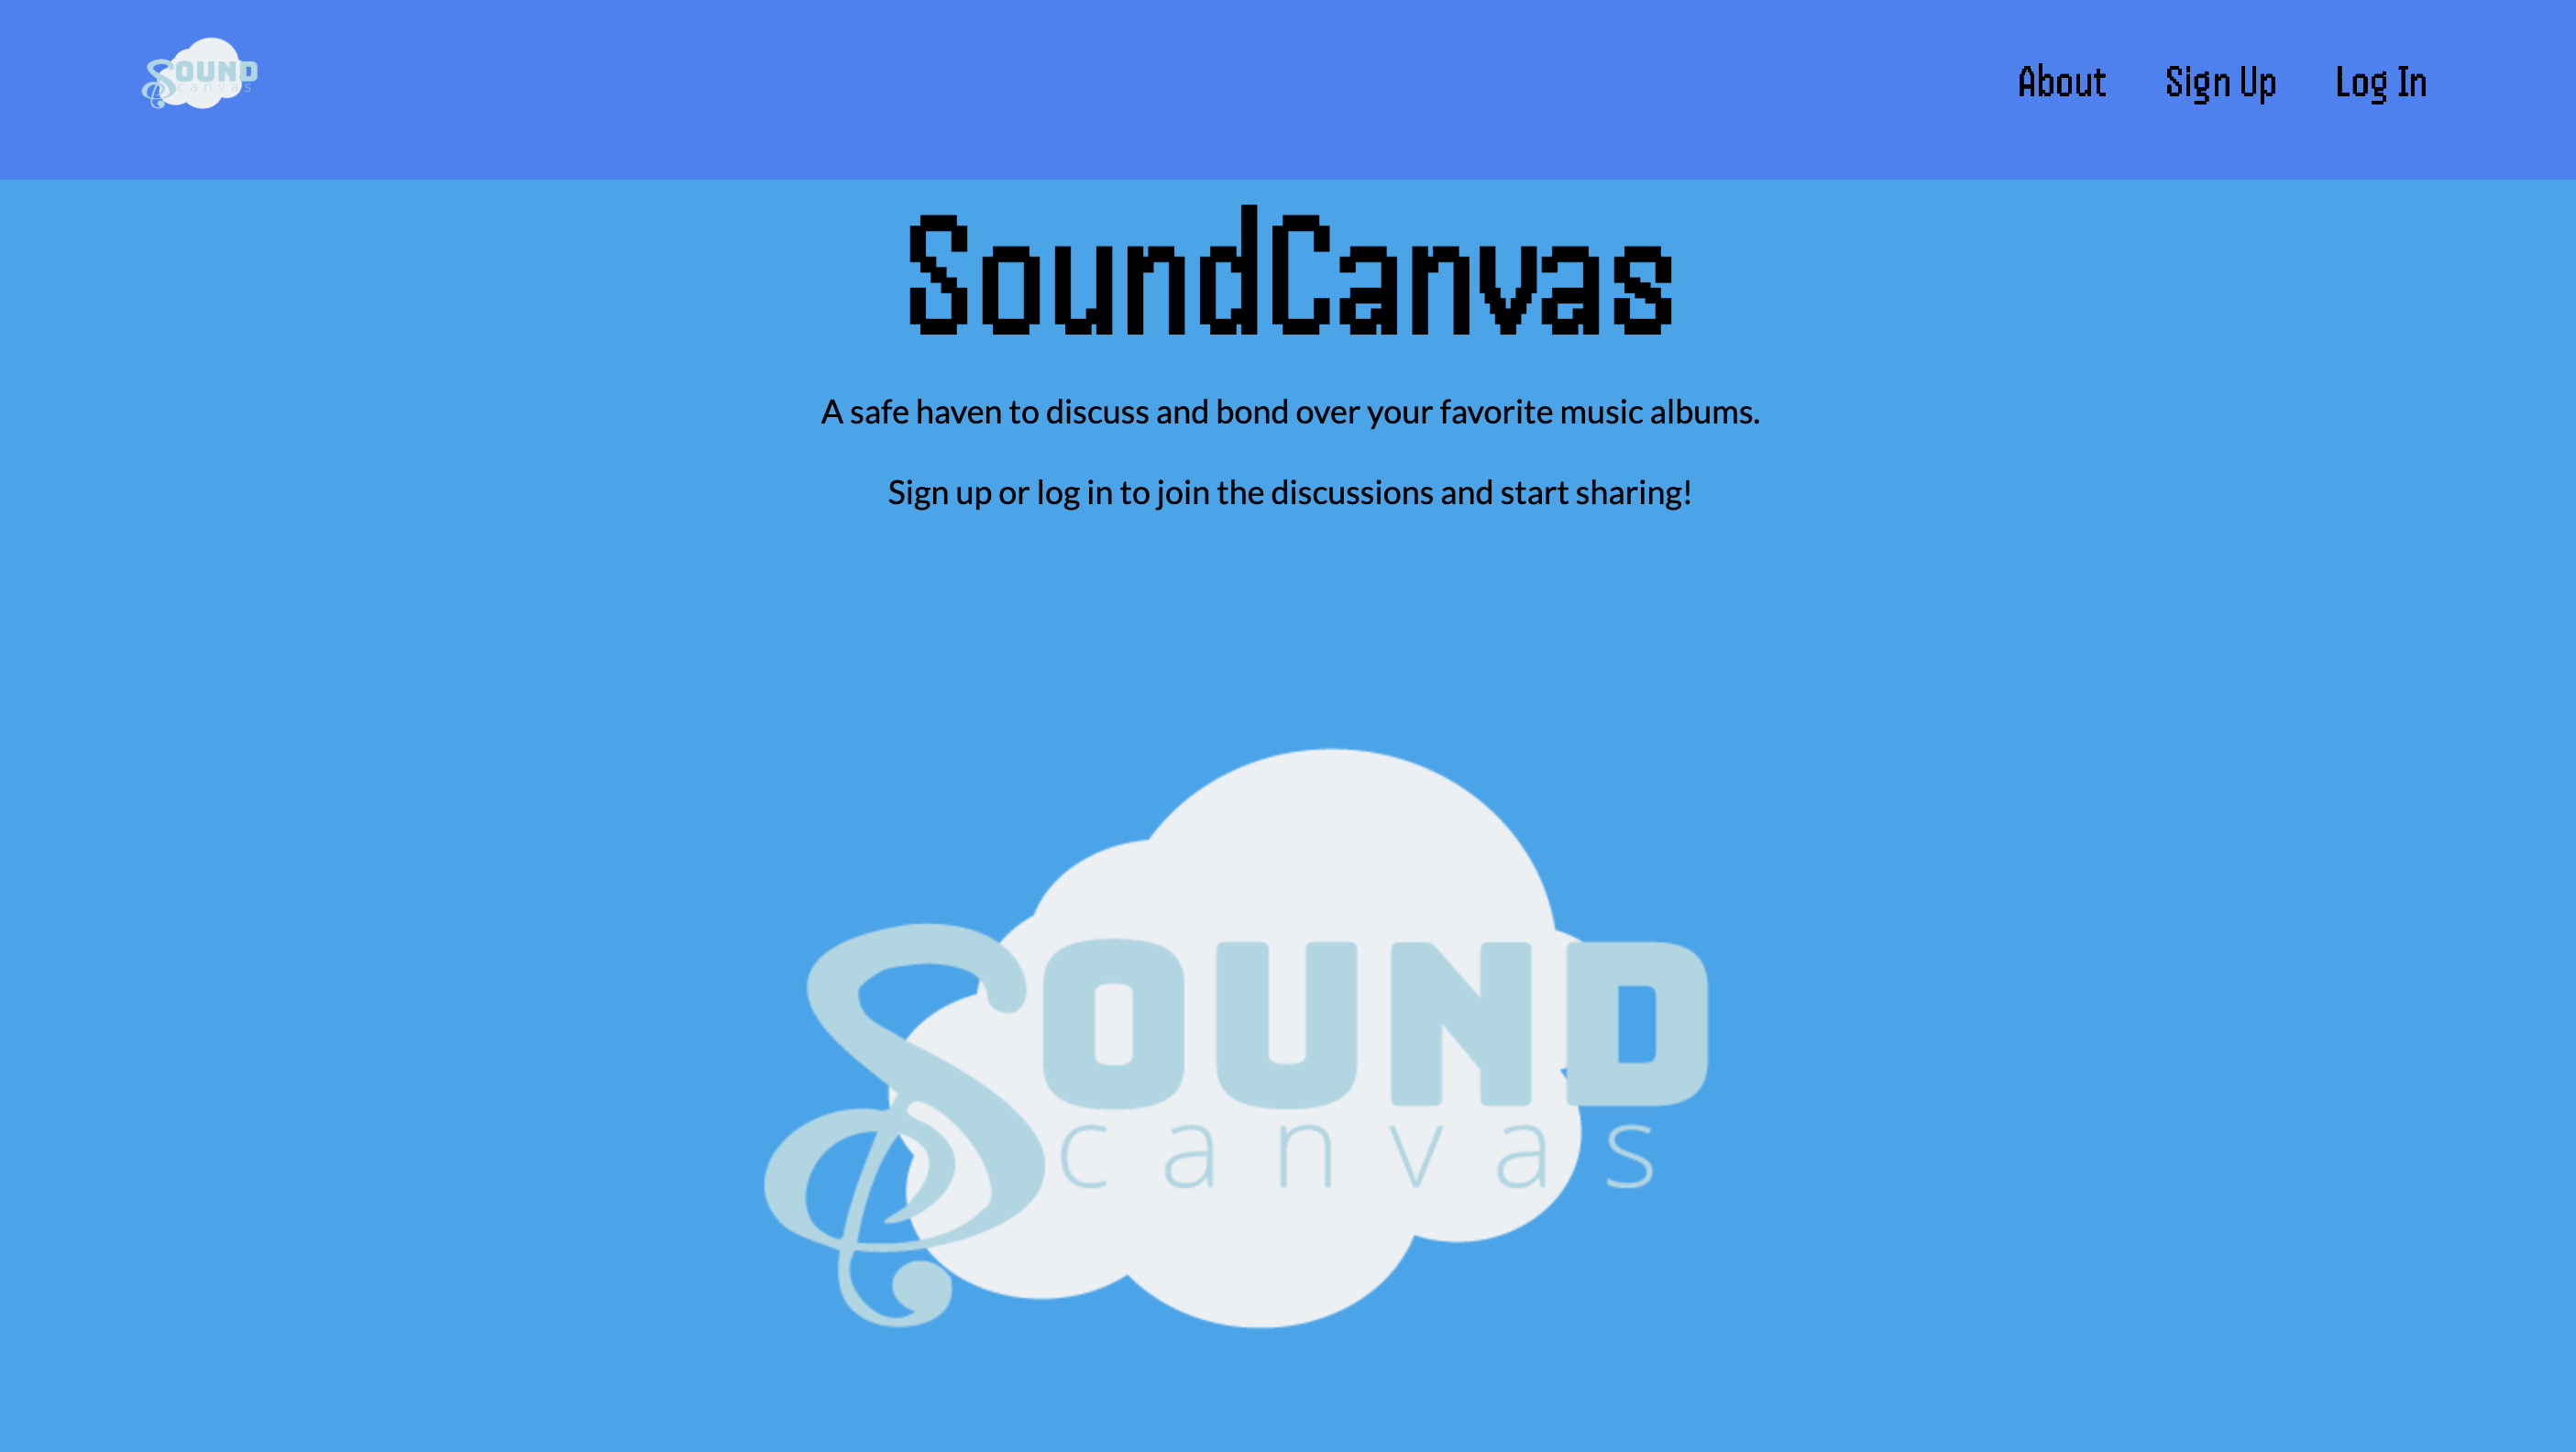 SOUND
canvas
About Sign Up Log In
SoundCanvas
A safe haven to discuss and bond over your favorite music albums.
Sign up or log in to join the discussions and start sharing!
SOUND
canvas